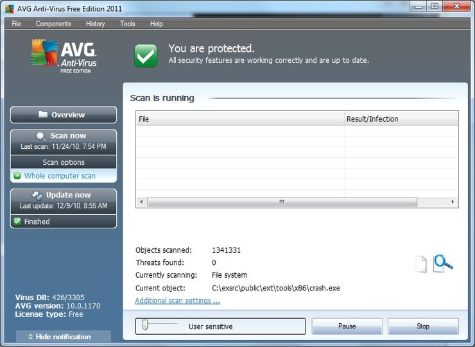 AVG Anti-Virus Free Edition 2011
File Components History Tools Help
AVG.
Anti-Virus
FREE EDITION
You are protected.
All security features are working correctly and are up to date.
Overview
Scan now
Last scan: 11/24/10, 7:54 PM
Scan options
Whole computer scan
Update now
Last update: 12/9/10, 8:55 AM
Finished
Scan is running
File Result/Infection
Objects scanned: 1341331
Threats found: 0
Currently scanning: File system
Current object: C:\exsrc\public\ext\tools\x86\crash.exe
Additional scan settings ...
Virus DB: 426/3305
AVG version: 10.0.1170
License type: Free
Hide notification
User sensitive Pause Stop